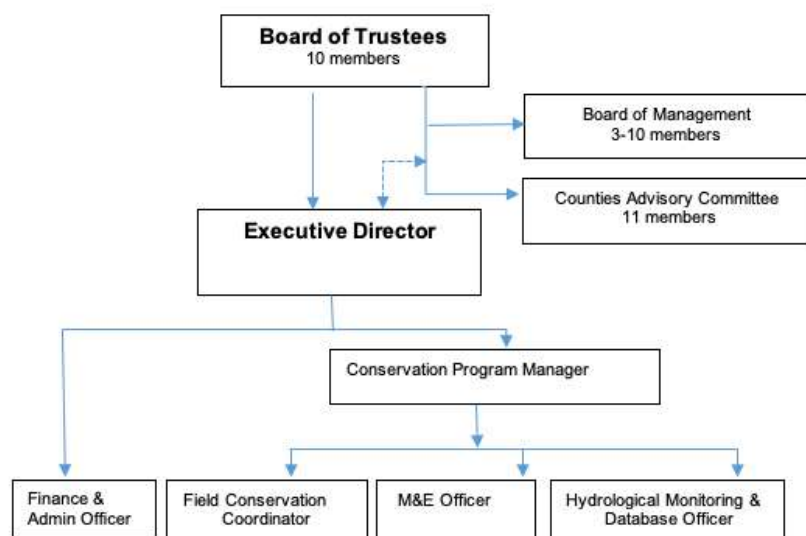 Board of Trustees
10 members
Board of Management
3-10 members
Counties Advisory Committee
11 members
Executive Director
Conservation Program Manager
Finance &
Admin Officer
Field Conservation
Coordinator
M&E Officer
Hydrological Monitoring &
Database Officer